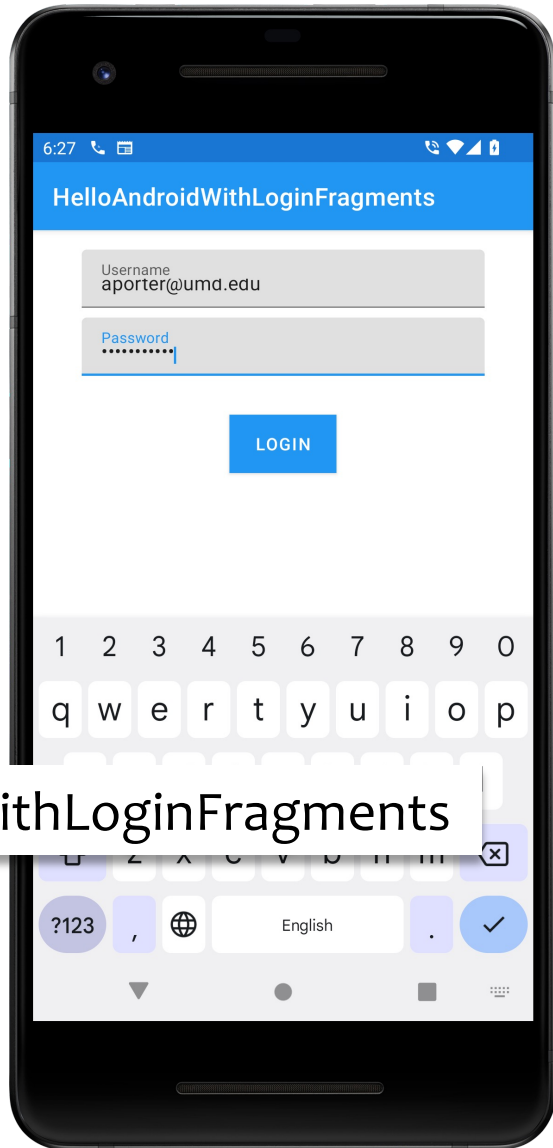 6:27
HelloAndroidWithLoginFragments
Username
aporter@umd.edu
Password
•••••••••••
LOGIN
1 2 3 4 5 6 7 8 9 0
q w e r t y u i o p
ithLoginFragments
z x c v b n m
?123 , English .